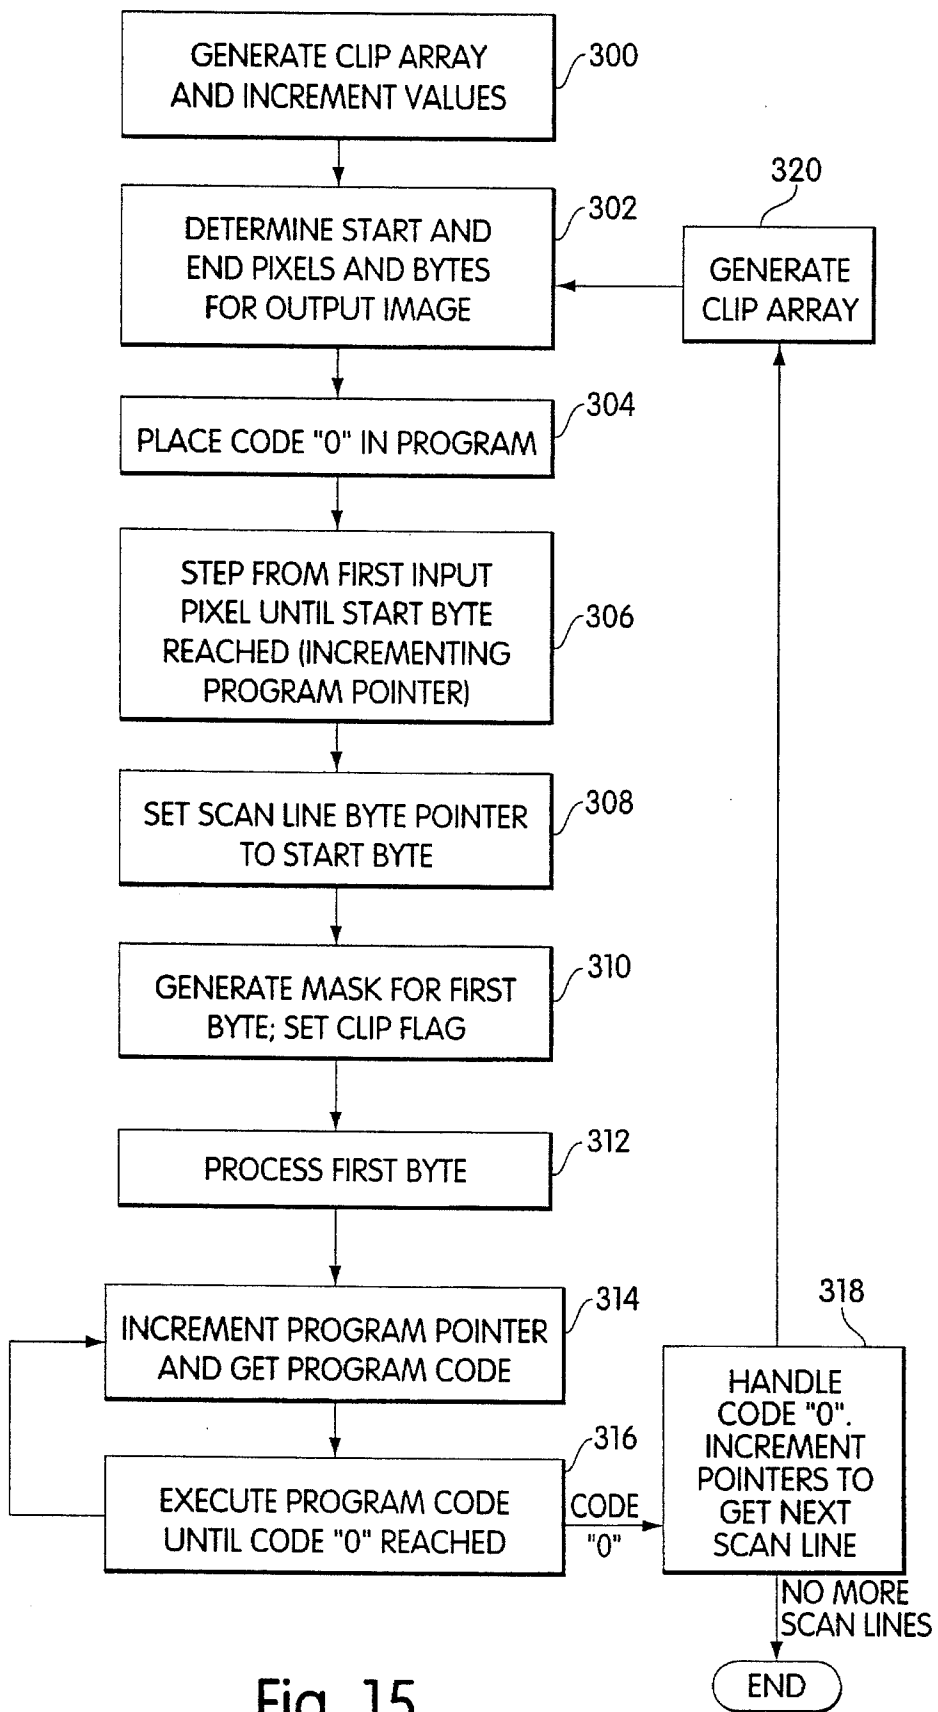 GENERATE CLIP ARRAY
AND INCREMENT VALUES
300
DETERMINE START AND
END PIXELS AND BYTES
FOR OUTPUT IMAGE
302
320
GENERATE
CLIP ARRAY
PLACE CODE "0" IN PROGRAM
304
STEP FROM FIRST INPUT
PIXEL UNTIL START BYTE
REACHED (INCREMENTING
PROGRAM POINTER)
306
SET SCAN LINE BYTE POINTER
TO START BYTE
308
GENERATE MASK FOR FIRST
BYTE; SET CLIP FLAG
310
PROCESS FIRST BYTE
312
INCREMENT PROGRAM POINTER
AND GET PROGRAM CODE
314
EXECUTE PROGRAM CODE
UNTIL CODE "0" REACHED
316
CODE
"0"
318
HANDLE
CODE "0".
INCREMENT
POINTERS TO
GET NEXT
SCAN LINE
NO MORE
SCAN LINES
END
Fig. 15